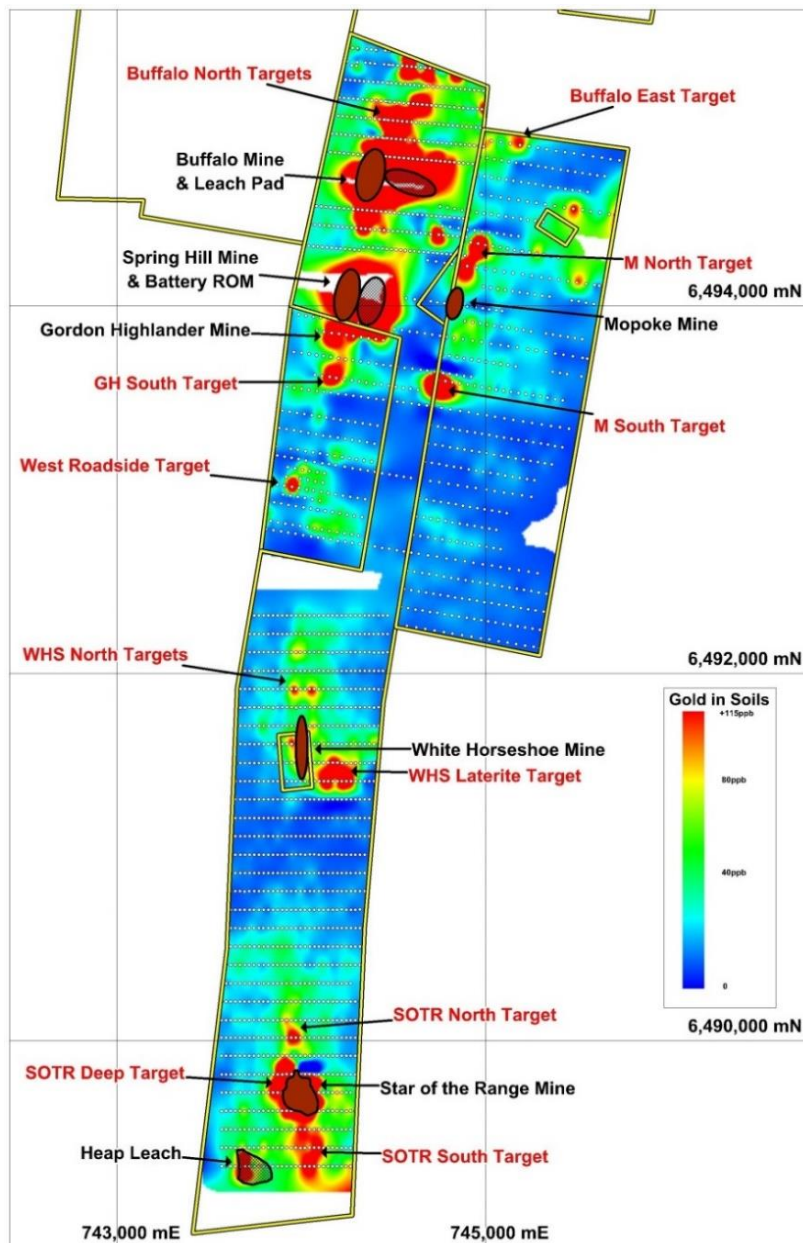 Buffalo North Targets
Buffalo East Target
Buffalo Mine
& Leach Pad
Spring Hill Mine
& Battery ROM
M North Target
6,494,000 mN
Gordon Highlander Mine
Mopoke Mine
GH South Target
M South Target
West Roadside Target
WHS North Targets
6,492,000 mN
Gold in Soils
+115ppb
80ppb
40ppb
0
White Horseshoe Mine
WHS Laterite Target
SOTR North Target
6,490,000 mN
SOTR Deep Target
Star of the Range Mine
Heap Leach
SOTR South Target
743,000 mE
745,000 mE